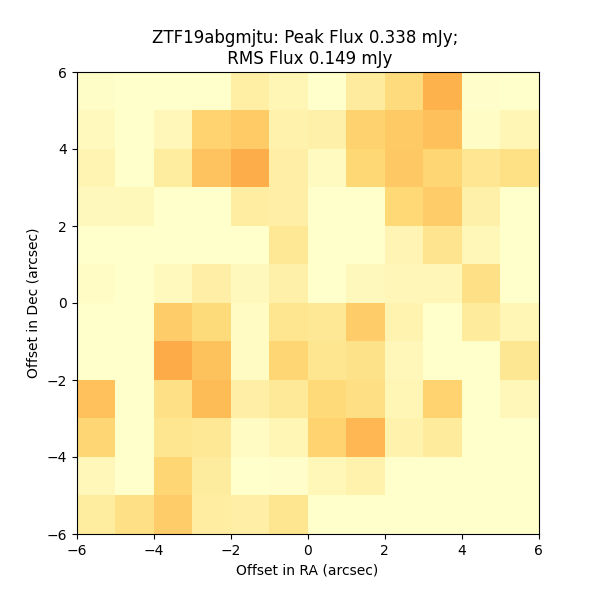 ZTF19abgmjtu: Peak Flux 0.338 mJy;
RMS Flux 0.149 mJy
6
4
2
0
−2
−4
−6
Offset in Dec (arcsec)
−6 −4 −2 0 2 4 6
Offset in RA (arcsec)